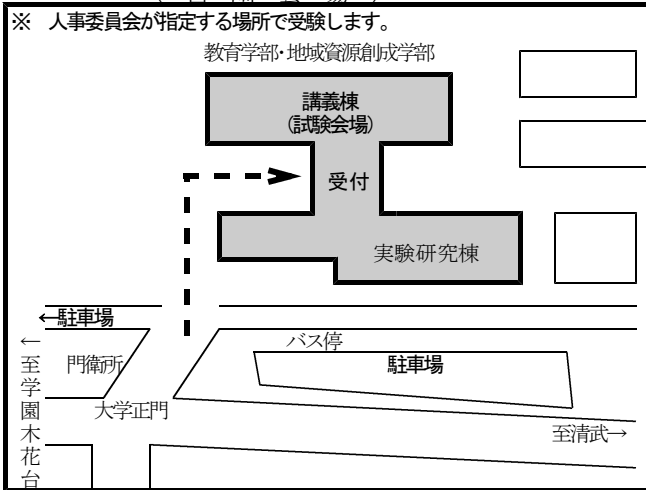 ※ 人事委員会が指定する場所で受験します。
教育学部・地域資源創成学部
講義棟
(試験会場)
受付
実験研究棟
←駐車場
バス停
駐車場
門衛所
大学正門
←至学園木花台
至清武→